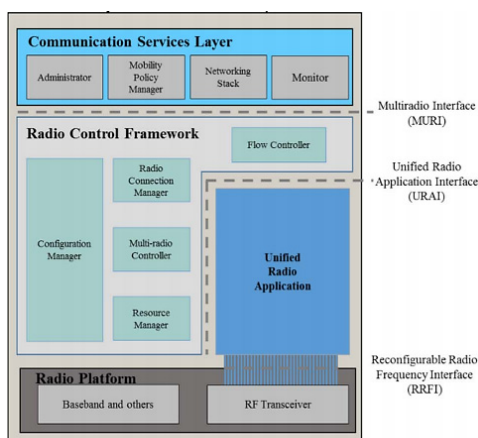 Communication Services Layer
Administrator
Mobility
Policy
Manager
Networking
Stack
Monitor
Multiradio Interface
(MURI)
Radio Control Framework
Flow Controller
Unified Radio
Application Interface
(URAI)
Radio
Connection
Manager
Configuration
Manager
Multi-radio
Controller
Resource
Manager
Unified
Radio
Application
Reconfigurable Radio
Frequency Interface
(RRFI)
Radio Platform
Baseband and others
RF Transceiver